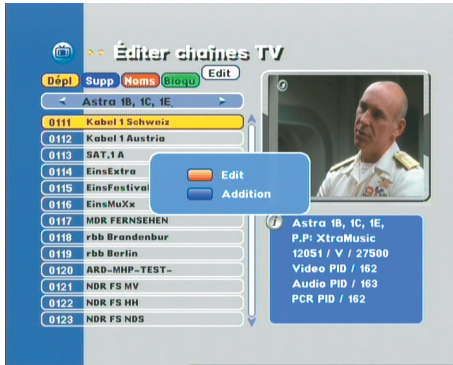 Éditer chaînes TV
Dépl Supp Noms Bloqu Edit
Astra 1B, 1C, 1E,
0111 Kabel 1 Schweiz
0112 Kabel 1 Austria
0113 SAT,1 A
0114 EinsExtra
0115 EinsFestival
0116 EinsMuXx
0117 MDR FERNSEHEN
0118 rbb Brandenbur
0119 rbb Berlin
0120 ARD-MHP-TEST-
0121 NDR FS MV
0122 NDR FS HH
0123 NDR FS NDS
Edit
Addition
Astra 1B, 1C, 1E,
P.P: XtraMusic
12051 / V / 27500
Video PID / 162
Audio PID / 163
PCR PID / 162